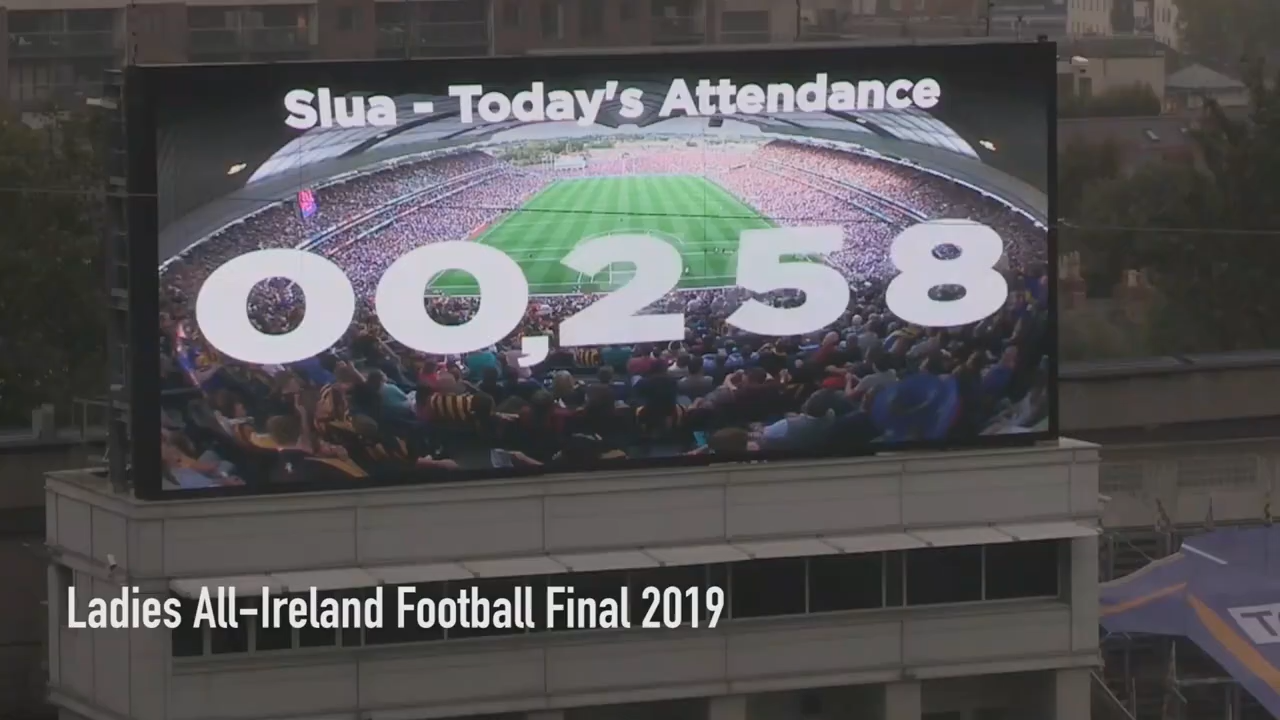 Slua - Today's Attendance
00,258
Ladies All-Ireland Football Final 2019